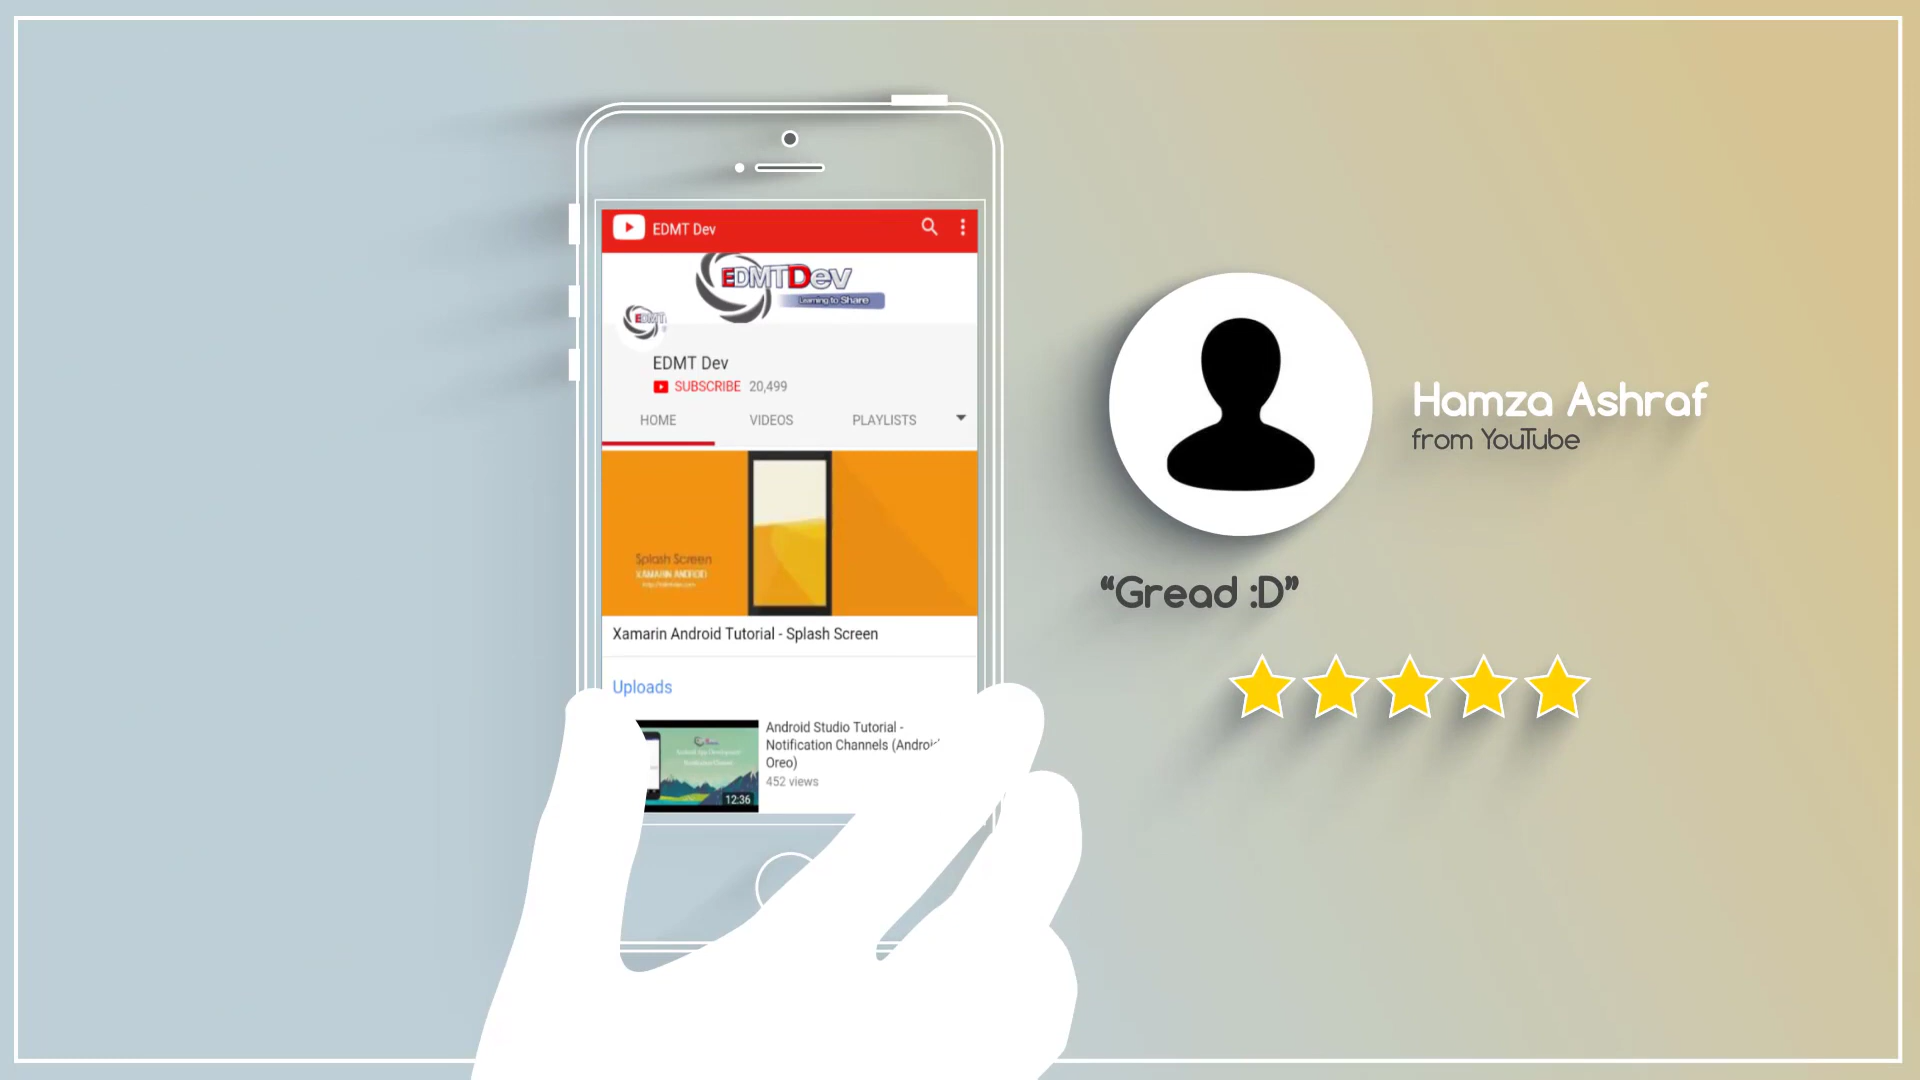 EDMT Dev
EDMTDev
Learning to Share
EDMT
EDMT Dev
SUBSCRIBE 20,499
HOME VIDEOS PLAYLISTS
Splash Screen
XAMARIN ANDROID
Xamarin Android Tutorial - Splash Screen
Uploads
Android Studio Tutorial -
Notification Channels (Android
Oreo)
452 views
12:36
Hamza Ashraf
from YouTube
“Gread :D”